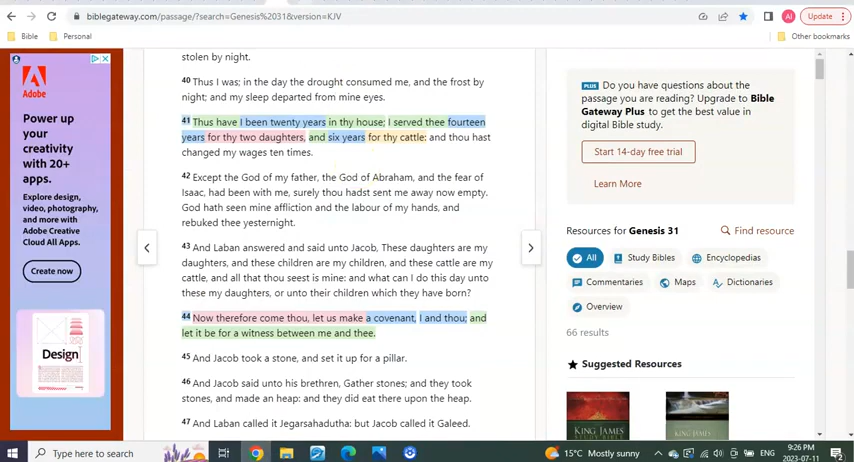 biblegateway.com/passage/?search=Genesis%2031&version=KJV
AI
Update
Bible
Personal
Other bookmarks
Adobe
Power up
your
creativity
with 20+
apps.
Explore design,
video, photography,
and more with
Adobe Creative
Cloud All Apps.
Create now
Design
stolen by night.
40 Thus I was; in the day the drought consumed me, and the frost by
night; and my sleep departed from mine eyes.
41 Thus have I been twenty years in thy house; I served thee fourteen
years for thy two daughters, and six years for thy cattle: and thou hast
changed my wages ten times.
42 Except the God of my father, the God of Abraham, and the fear of
Isaac, had been with me, surely thou hadst sent me away now empty.
God hath seen mine affliction and the labour of my hands, and
rebuked thee yesternight.
43 And Laban answered and said unto Jacob, These daughters are my
daughters, and these children are my children, and these cattle are my
cattle, and all that thou seest is mine: and what can I do this day unto
these my daughters, or unto their children which they have born?
44 Now therefore come thou, let us make a covenant, I and thou; and
let it be for a witness between me and thee.
45 And Jacob took a stone, and set it up for a pillar.
46 And Jacob said unto his brethren, Gather stones; and they took
stones, and made an heap: and they did eat there upon the heap.
47 And Laban called it Jegarsahadutha: but Jacob called it Galeed.
PLUS Do you have questions about the
passage you are reading? Upgrade to Bible
Gateway Plus to get the best value in
digital Bible study.
Start 14-day free trial
Learn More
Resources for Genesis 31
Find resource
All
Study Bibles
Encyclopedias
Commentaries
Maps
Dictionaries
Overview
66 results
Suggested Resources
KING JAMES
Type here to search
15°C Mostly sunny
ENG
9:26 PM
2023-07-11
2